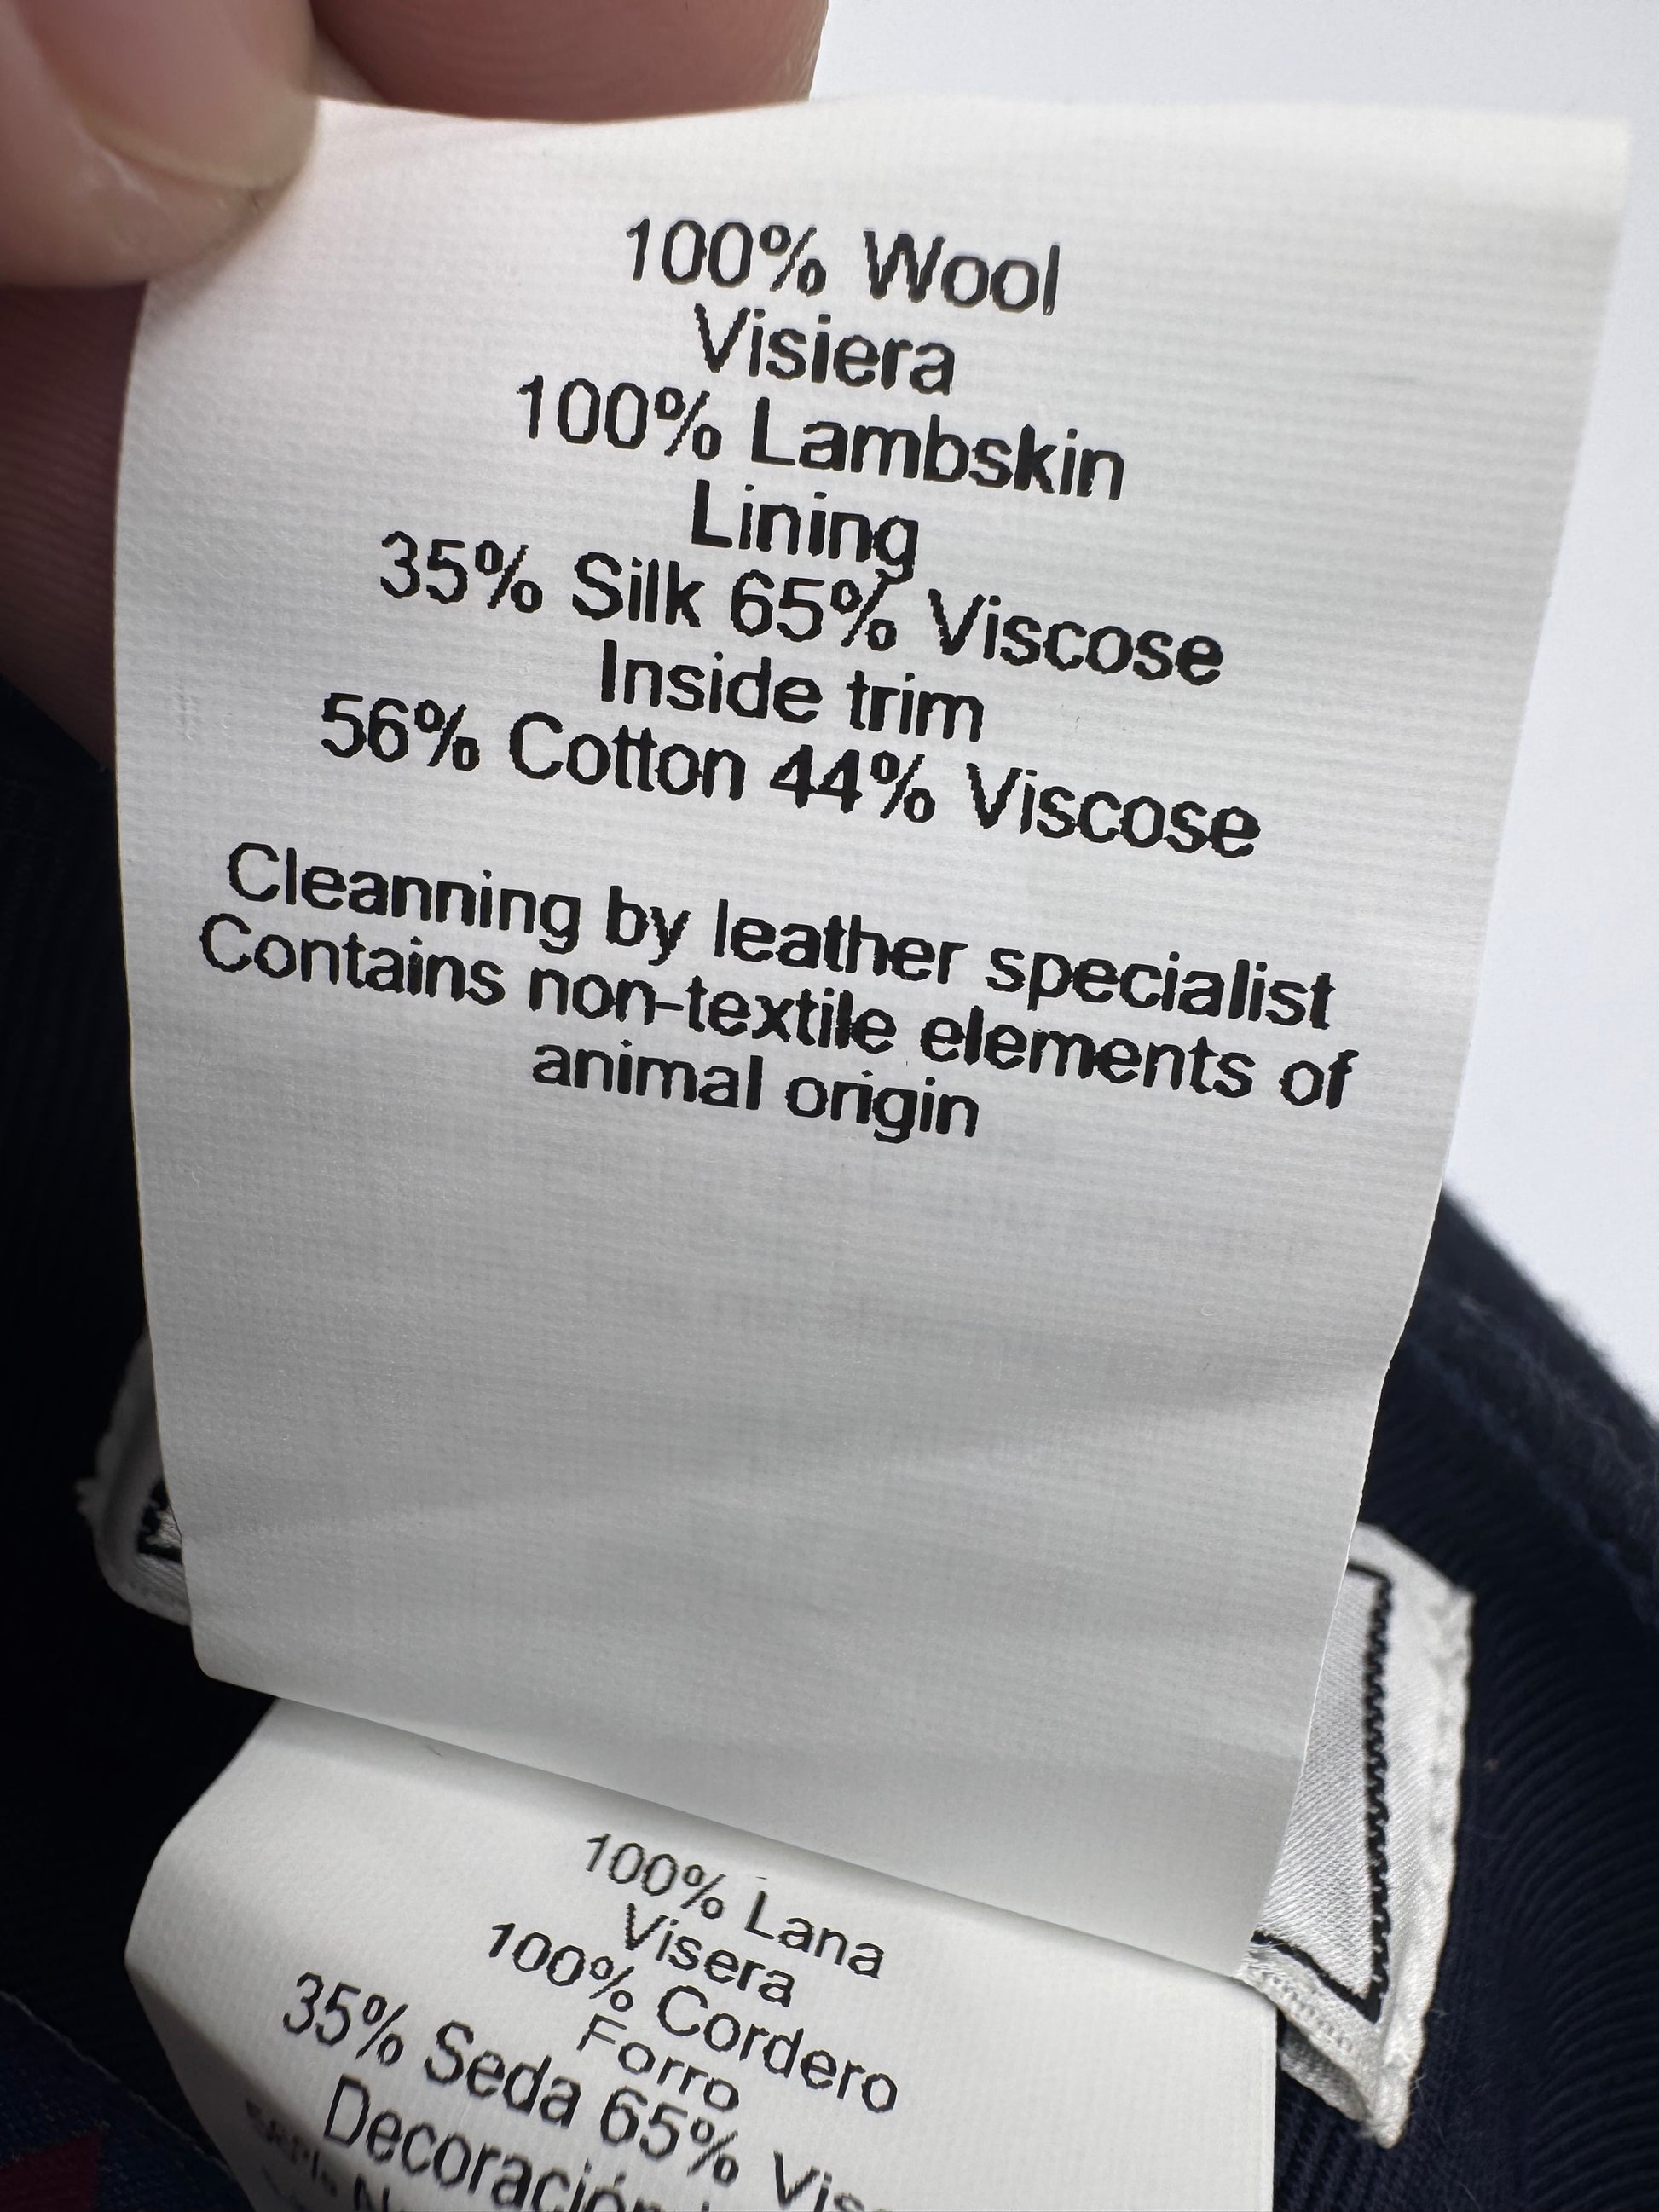 100% Wool
Visiera
100% Lambskin
Lining
35% Silk 65% Viscose
Inside trim
56% Cotton 44% Viscose
Cleanning by leather specialist
Contains non-textile elements of
animal origin
100% Lana
Visera
100% Cordero
Forro
35% Seda 65%
Decoración